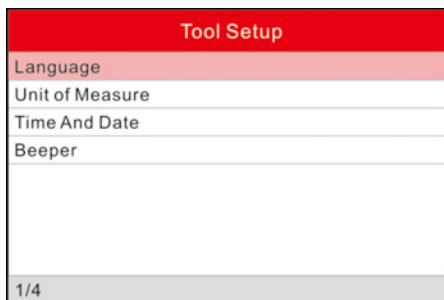 Tool Setup
Language
Unit of Measure
Time And Date
Beeper
1/4